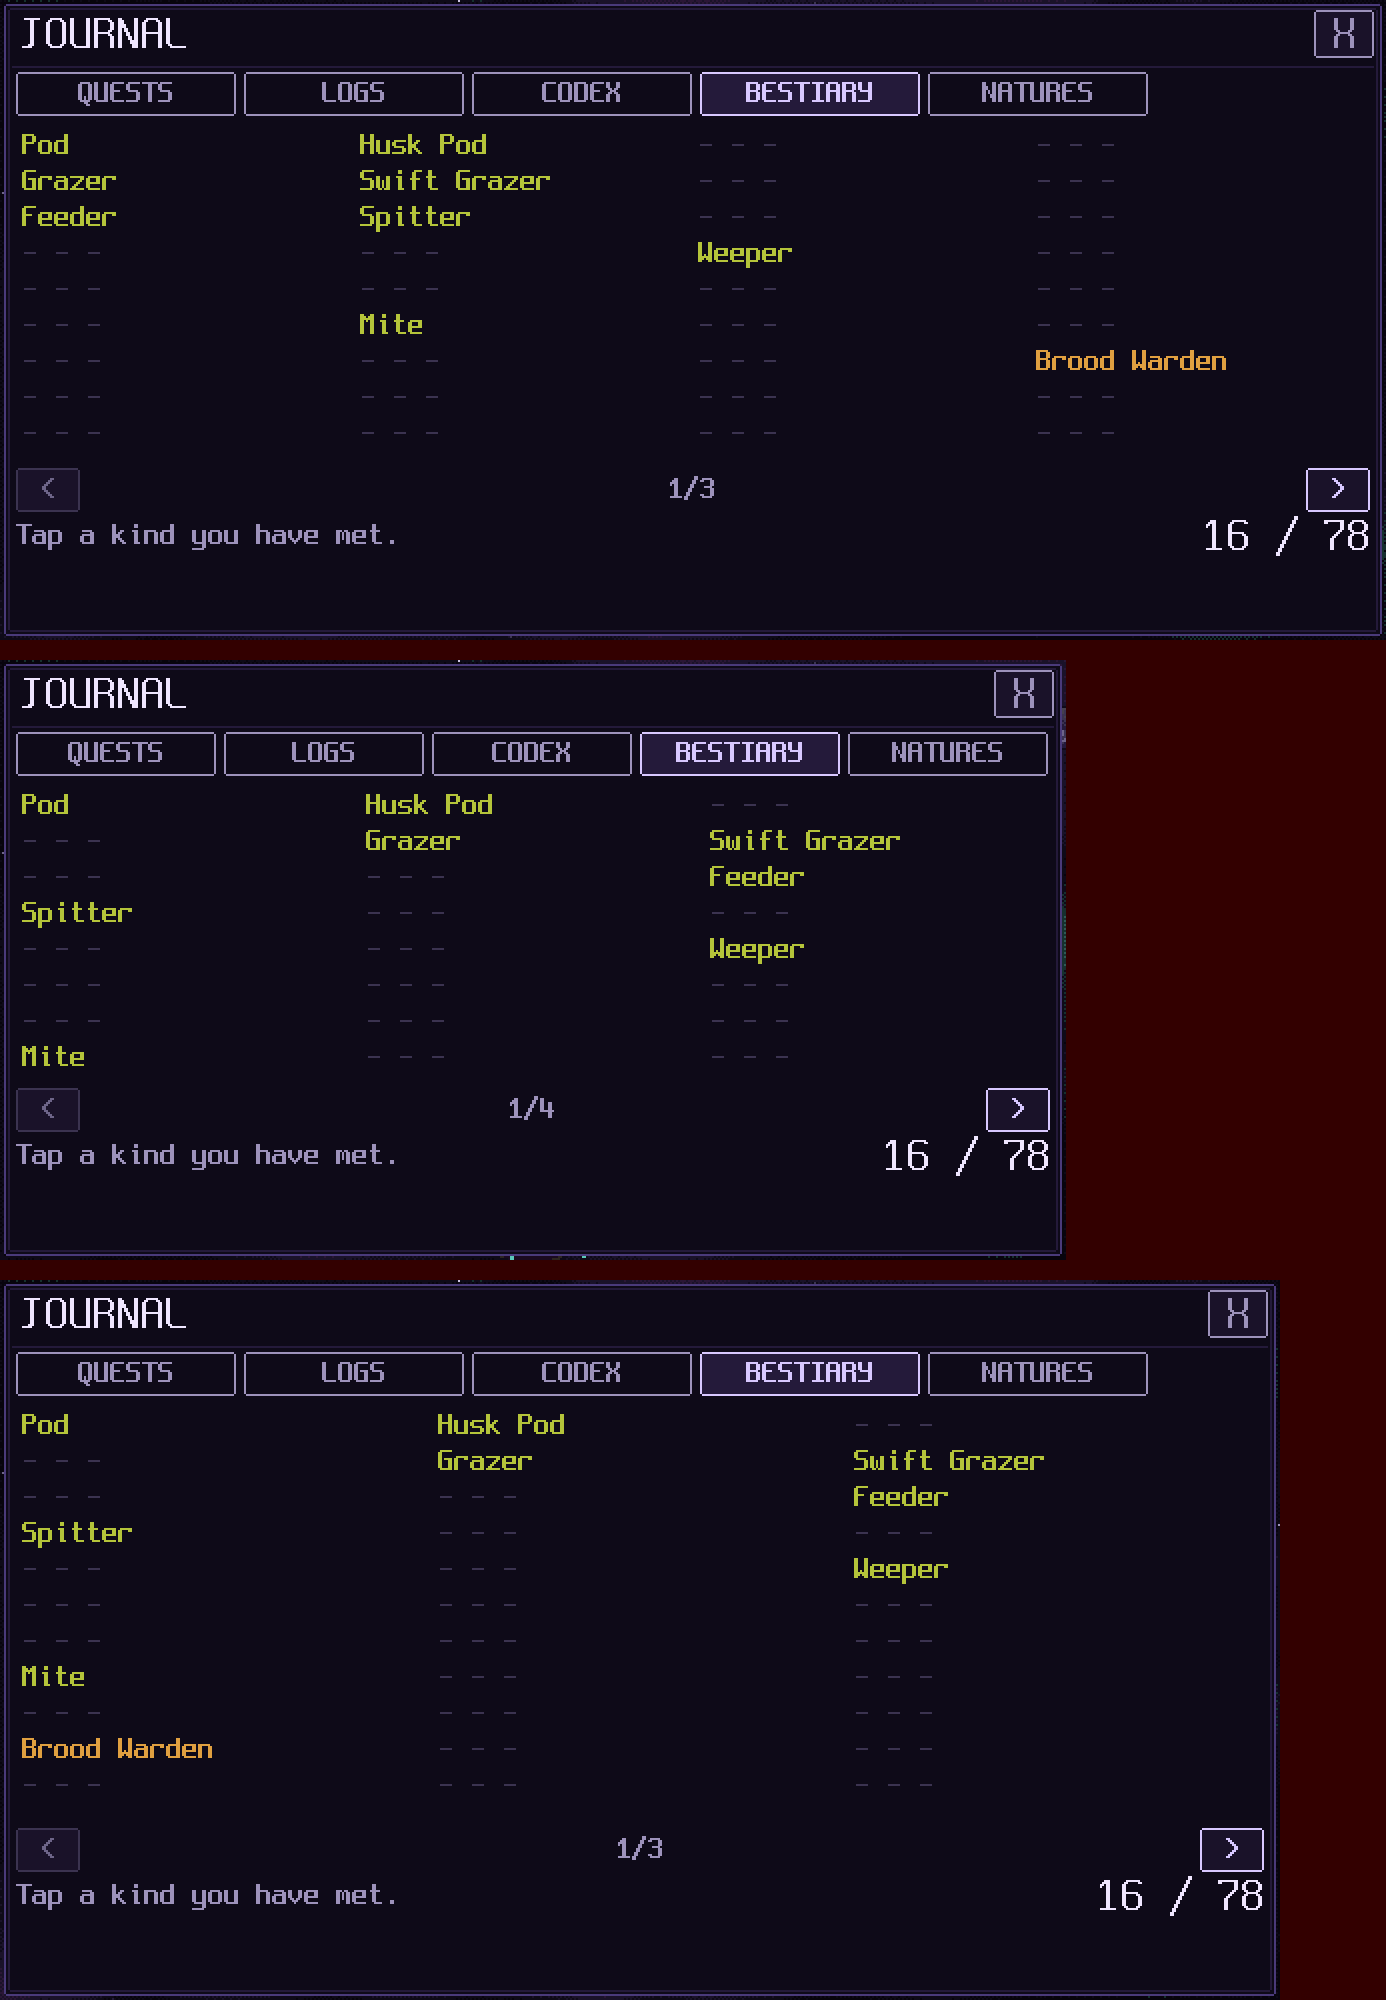 JOURNAL X
QUESTS LOGS CODEX BESTIARY NATURES
Pod Husk Pod - - - - - -
Grazer Swift Grazer - - - - - -
Feeder Spitter - - - - - -
- - - - - - Weeper - - -
- - - - - - - - - - - -
- - - Mite - - - - - -
- - - - - - - - - Brood Warden
- - - - - - - - - - - -
- - - - - - - - - - - -
< 1/3 >
Tap a kind you have met. 16 / 78
JOURNAL X
QUESTS LOGS CODEX BESTIARY NATURES
Pod Husk Pod - - -
- - - Grazer Swift Grazer
- - - - - - Feeder
Spitter - - - - - -
- - - - - - Weeper
- - - - - - - - -
- - - - - - - - -
Mite - - - - - -
< 1/4 >
Tap a kind you have met. 16 / 78
JOURNAL X
QUESTS LOGS CODEX BESTIARY NATURES
Pod Husk Pod - - -
- - - Grazer Swift Grazer
- - - - - - Feeder
Spitter - - - - - -
- - - - - - Weeper
- - - - - - - - -
- - - - - - - - -
Mite - - - - - -
- - - - - - - - -
Brood Warden - - - - - -
- - - - - - - - -
< 1/3 >
Tap a kind you have met. 16 / 78